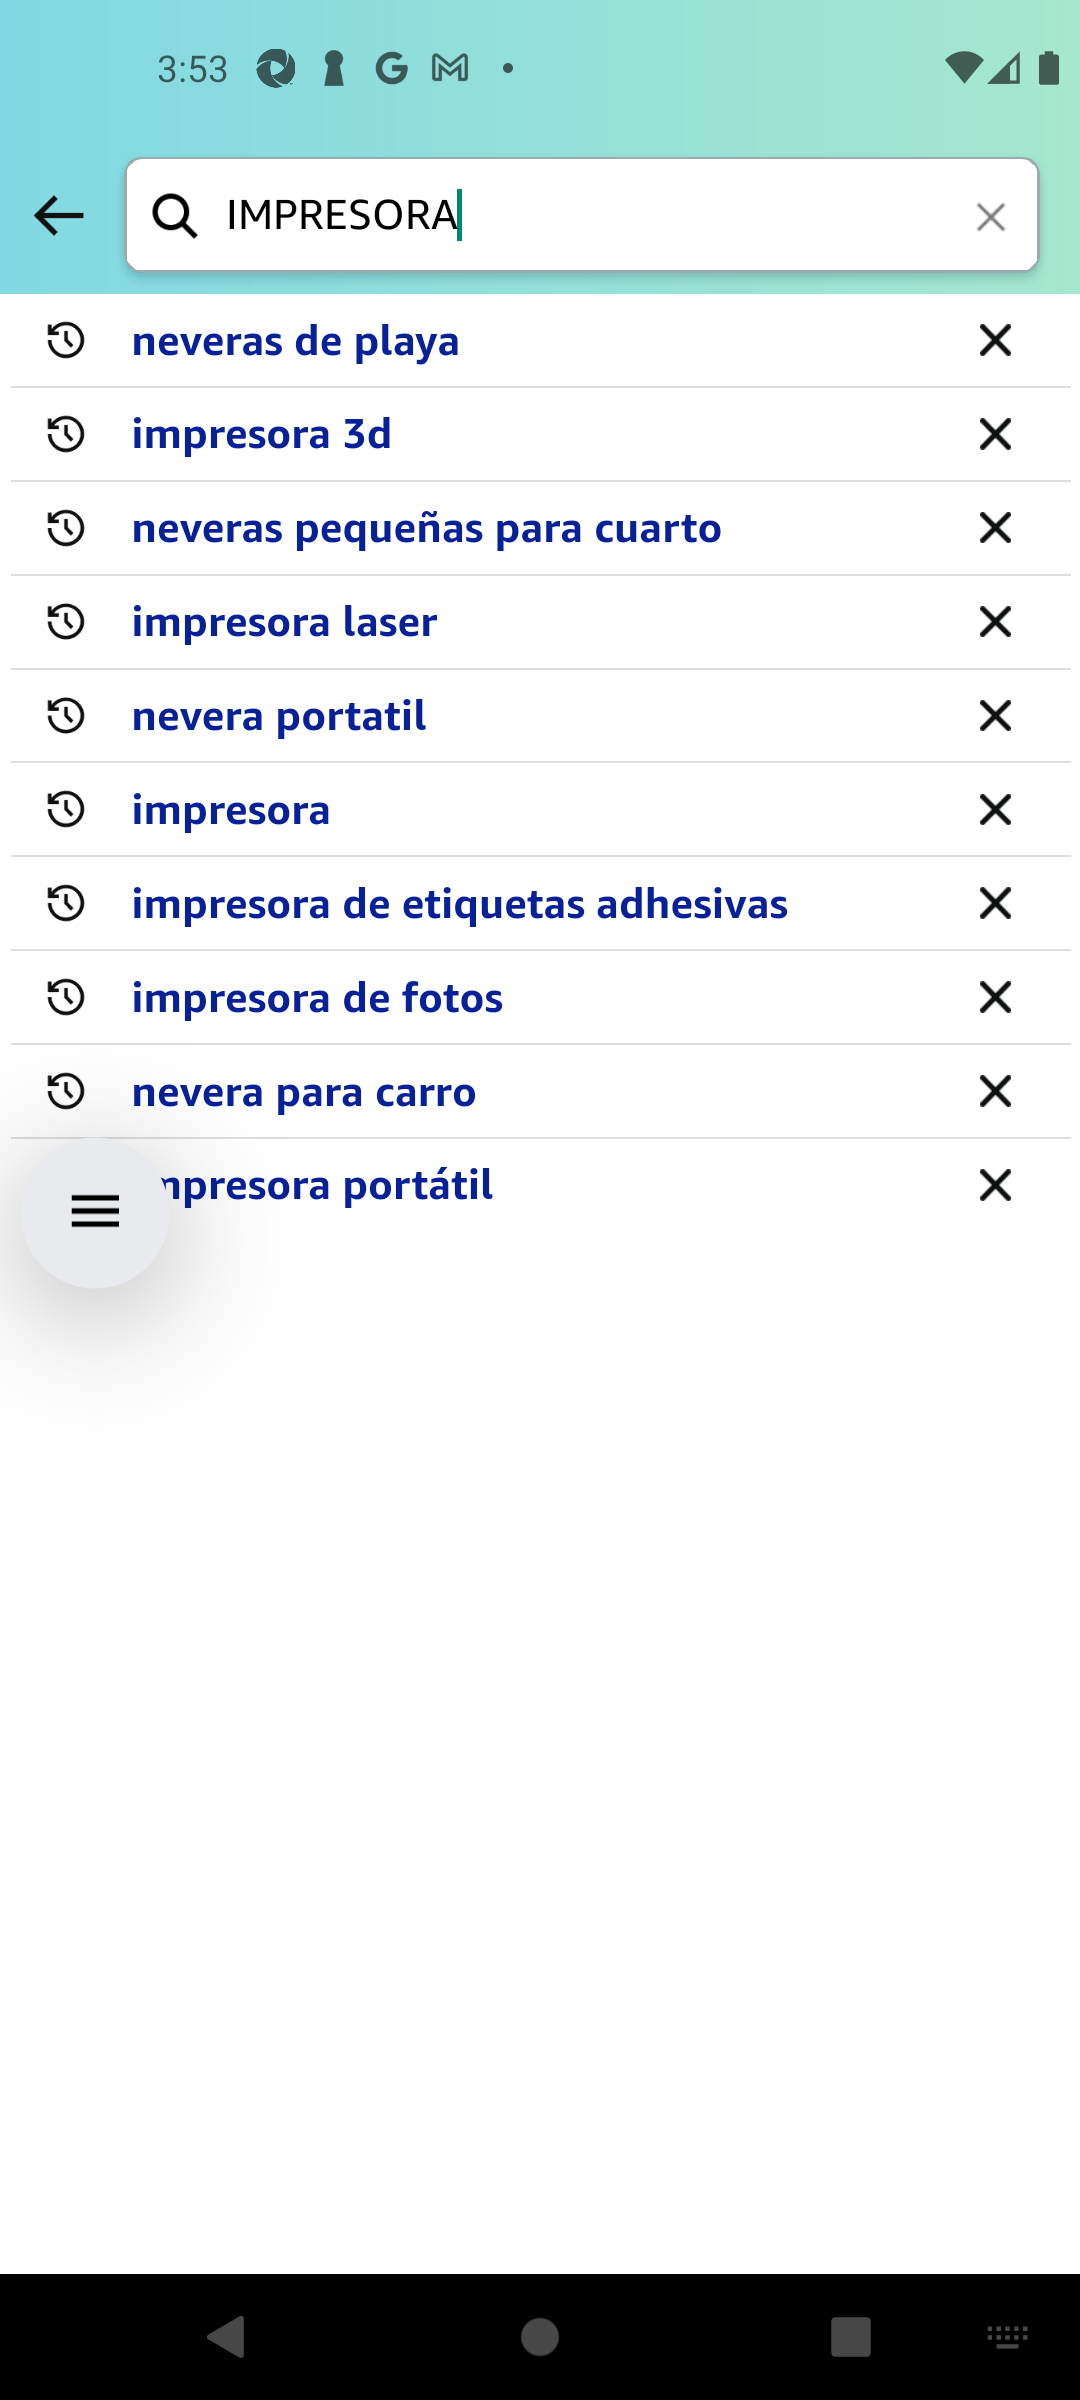 3:53
IMPRESORA
neveras de playa
impresora 3d
neveras pequeñas para cuarto
impresora laser
nevera portatil
impresora
impresora de etiquetas adhesivas
impresora de fotos
nevera para carro
mpresora portátil